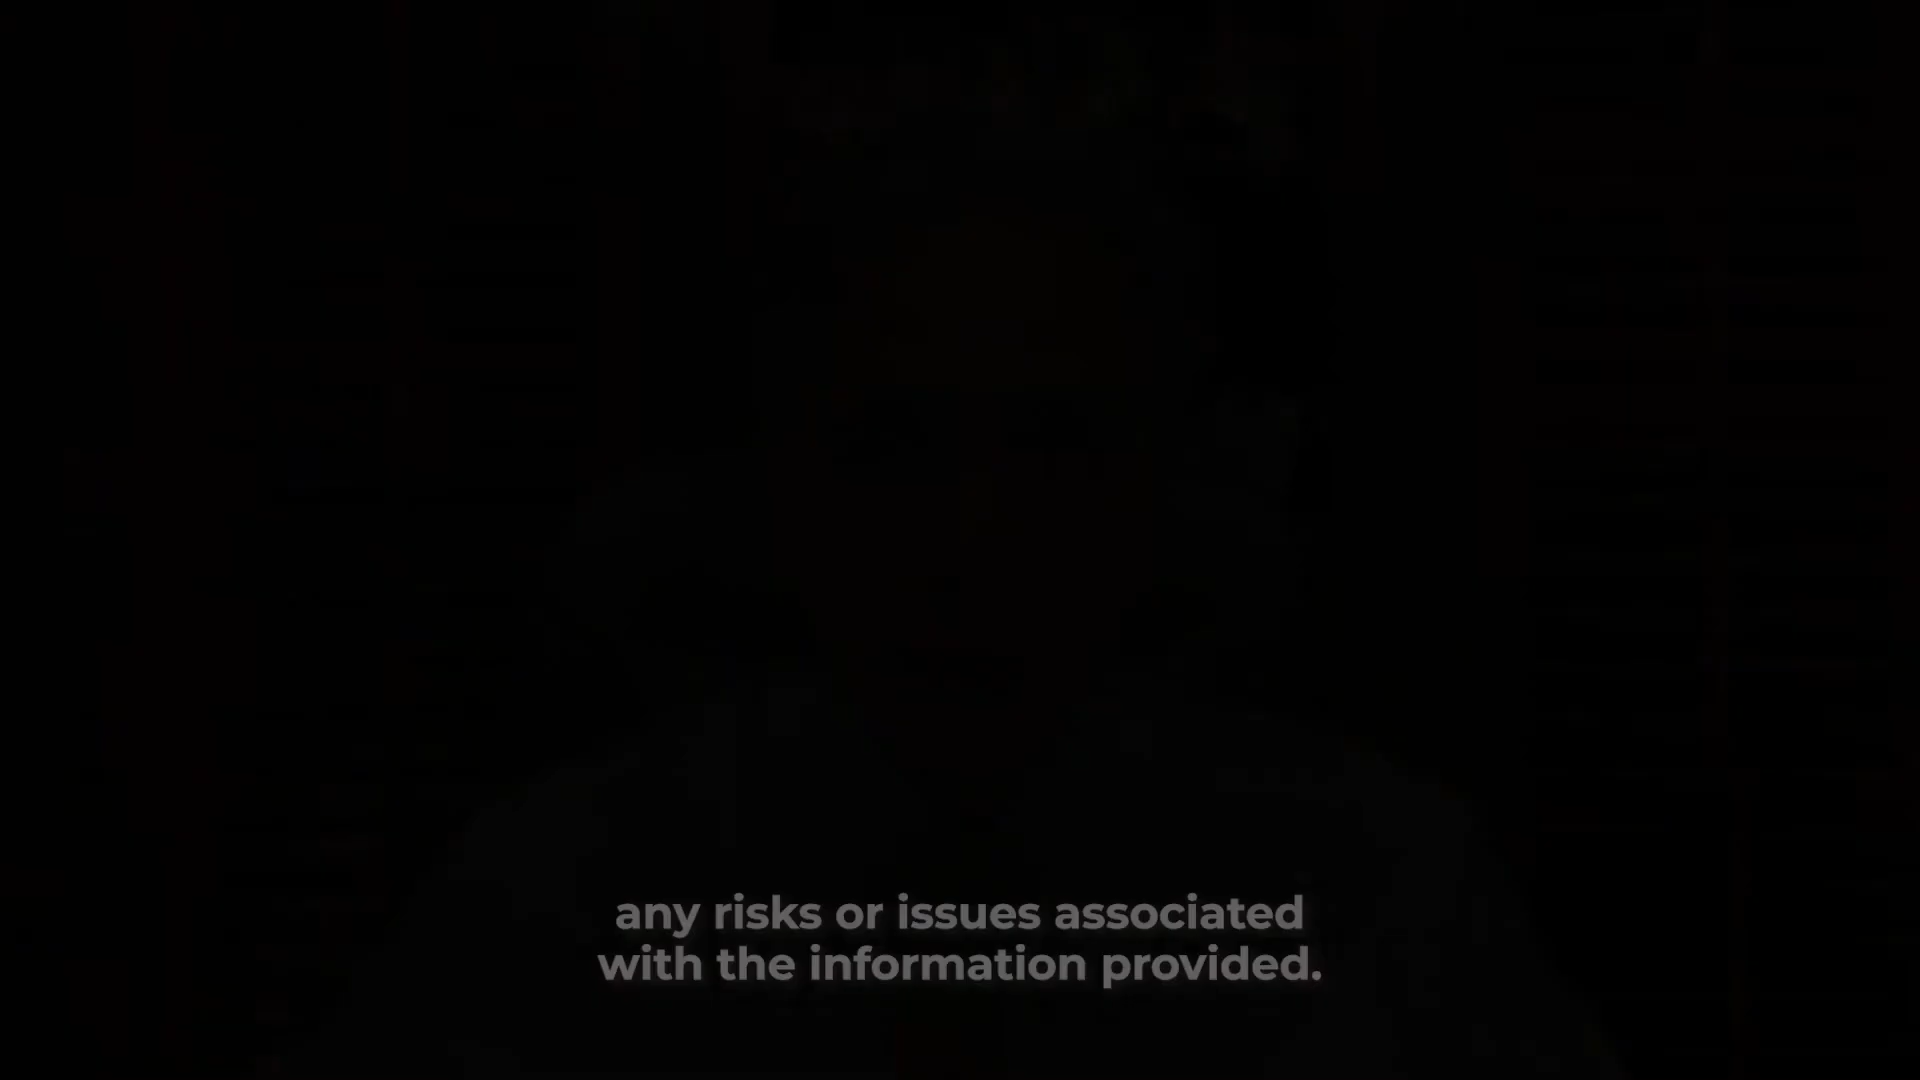 any risks or issues associated
with the information provided.